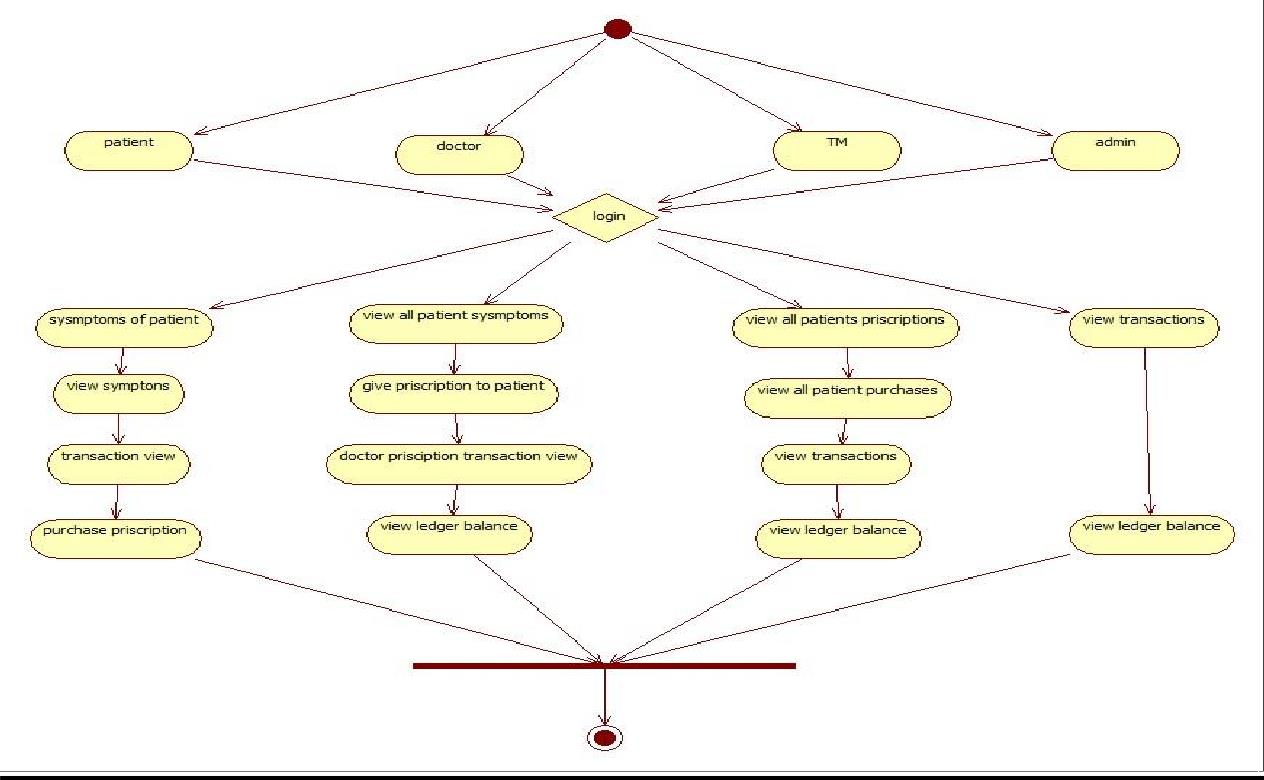 patient
doctor
TM
admin
login
sysmptoms of patient
view all patient sysmptoms
view all patients priscriptions
view transactions
view symptons
give priscription to patient
view all patient purchases
transaction view
doctor prisciption transaction view
view transactions
purchase priscription
view ledger balance
view ledger balance
view ledger balance